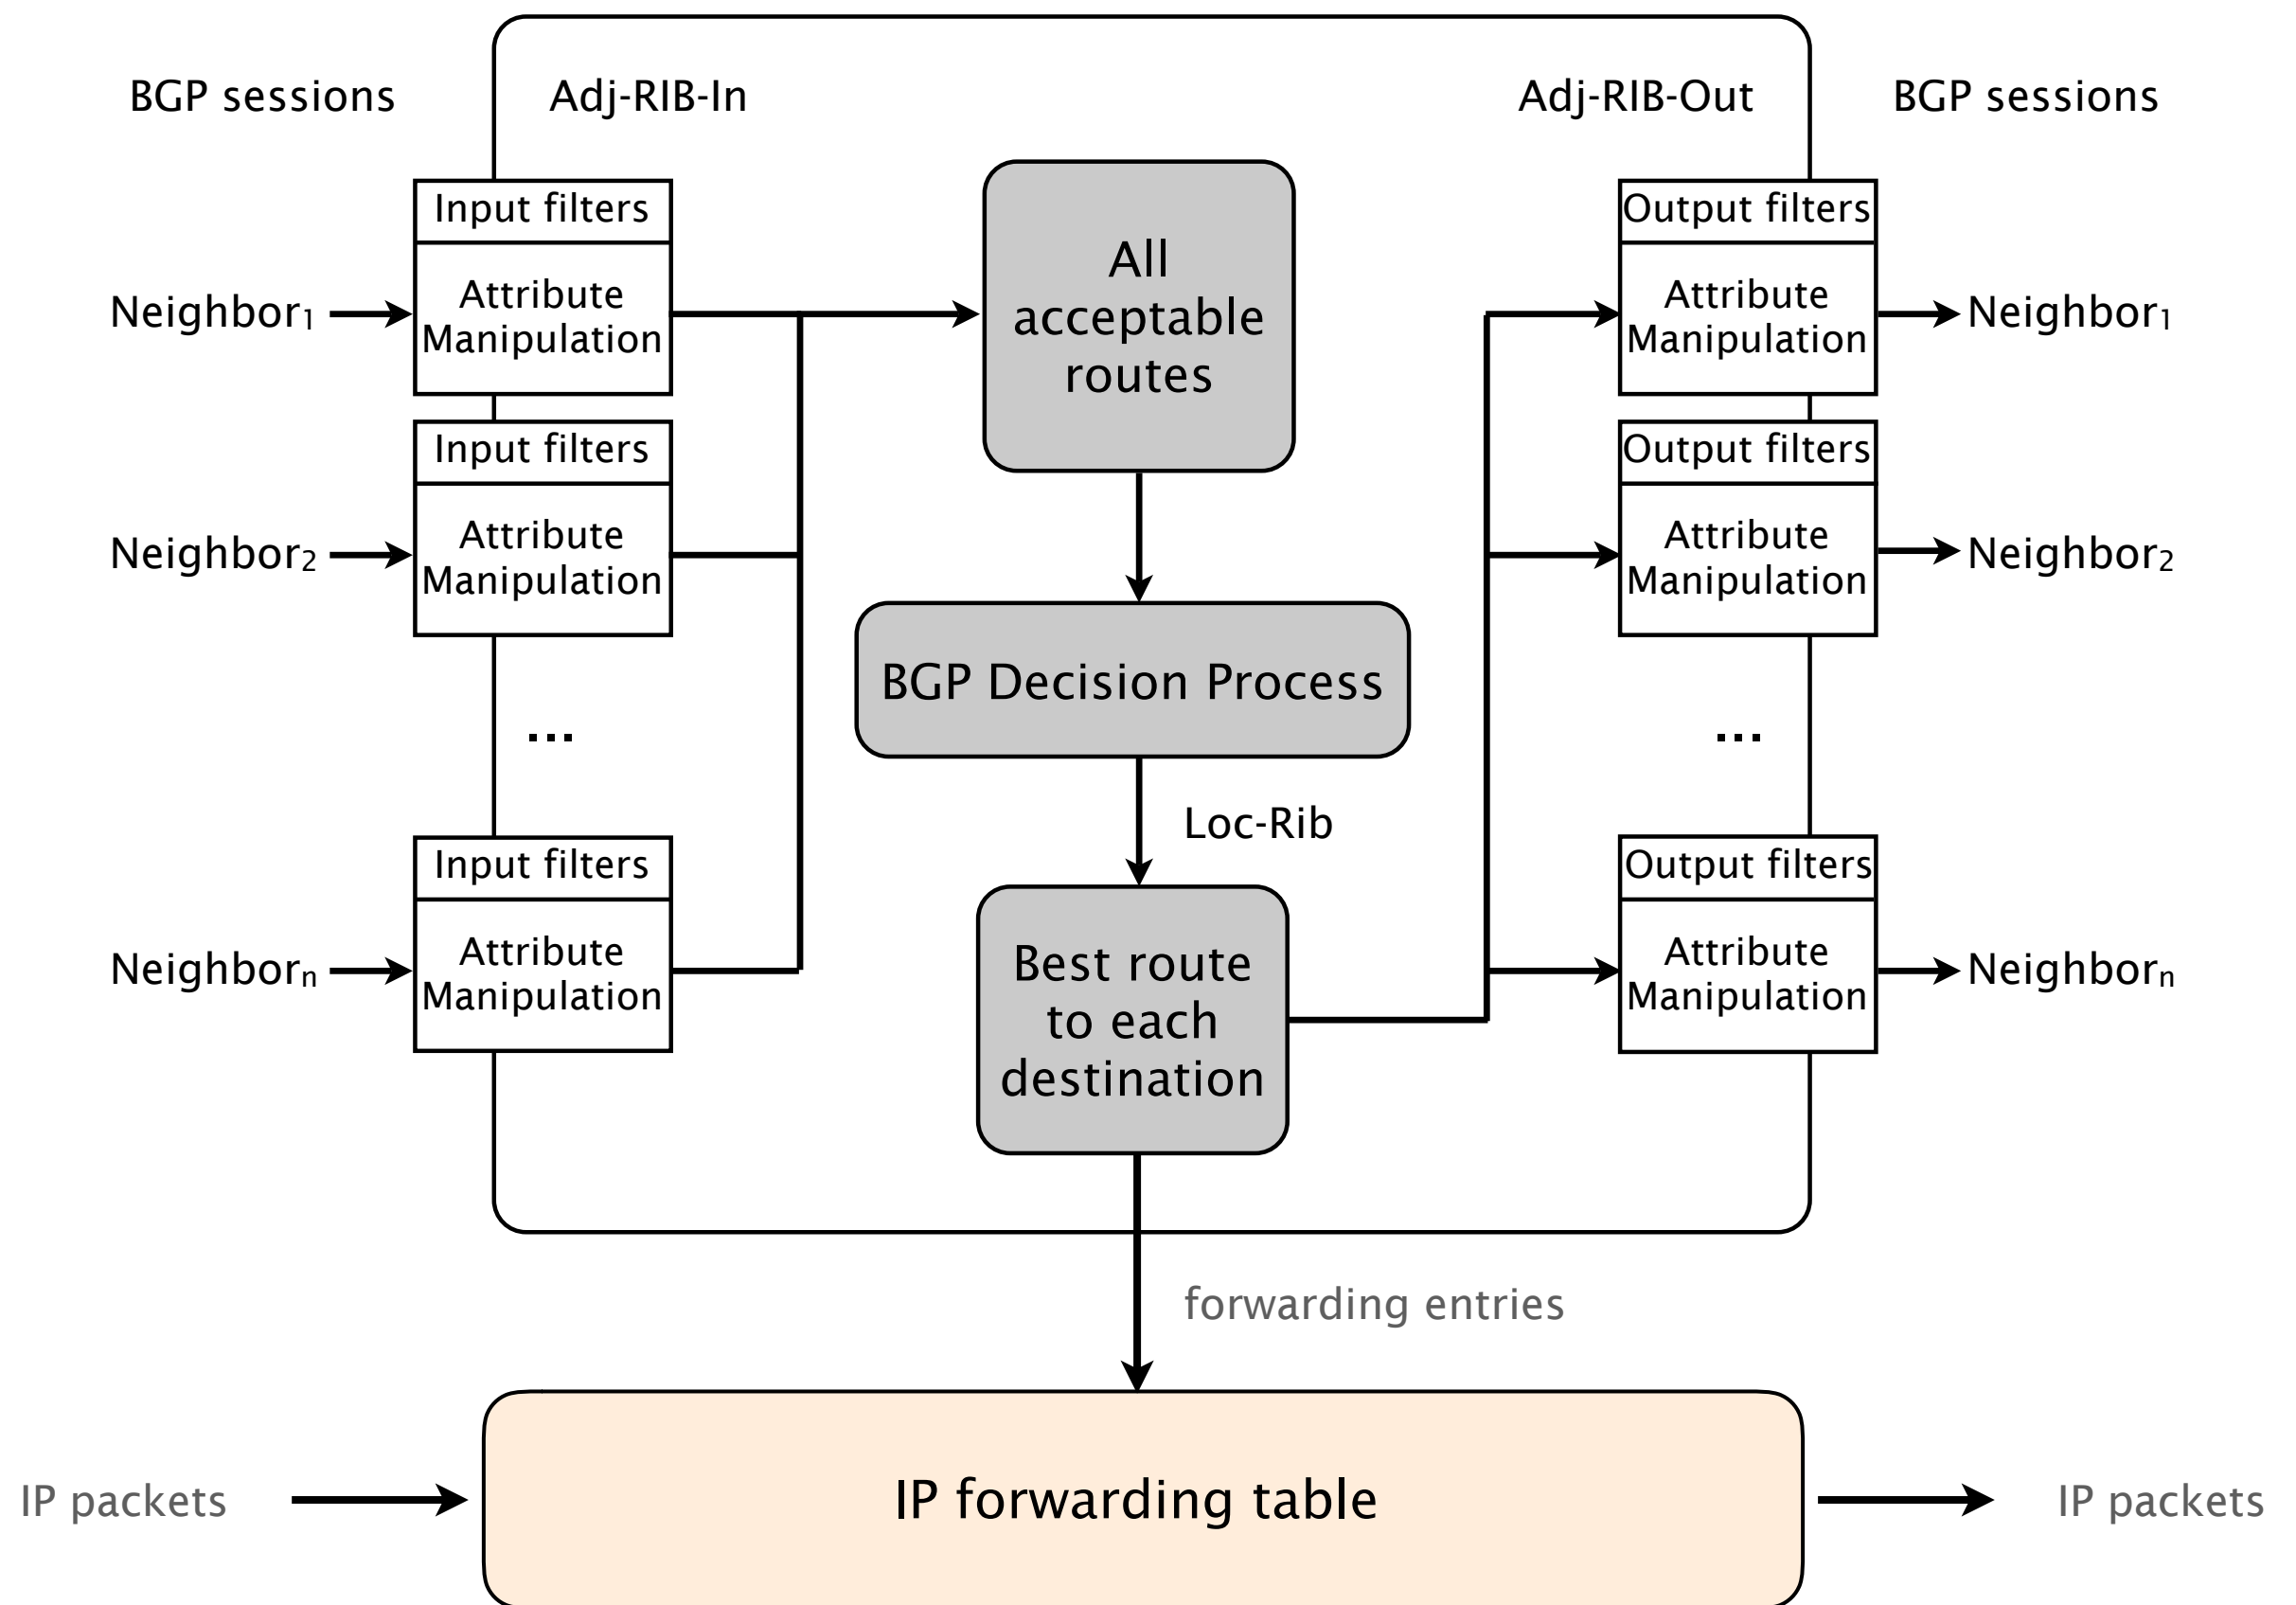 BGP sessions
Adj-RIB-In
Adj-RIB-Out
BGP sessions
Input filters
Attribute
Manipulation
Neighbor₁
All
acceptable
routes
Output filters
Attribute
Manipulation
Neighbor₁
Input filters
Attribute
Manipulation
Neighbor₂
Output filters
Attribute
Manipulation
Neighbor₂
BGP Decision Process
...
...
Loc-Rib
Input filters
Attribute
Manipulation
Neighborₙ
Best route
to each
destination
Output filters
Attribute
Manipulation
Neighborₙ
forwarding entries
IP packets
IP forwarding table
IP packets